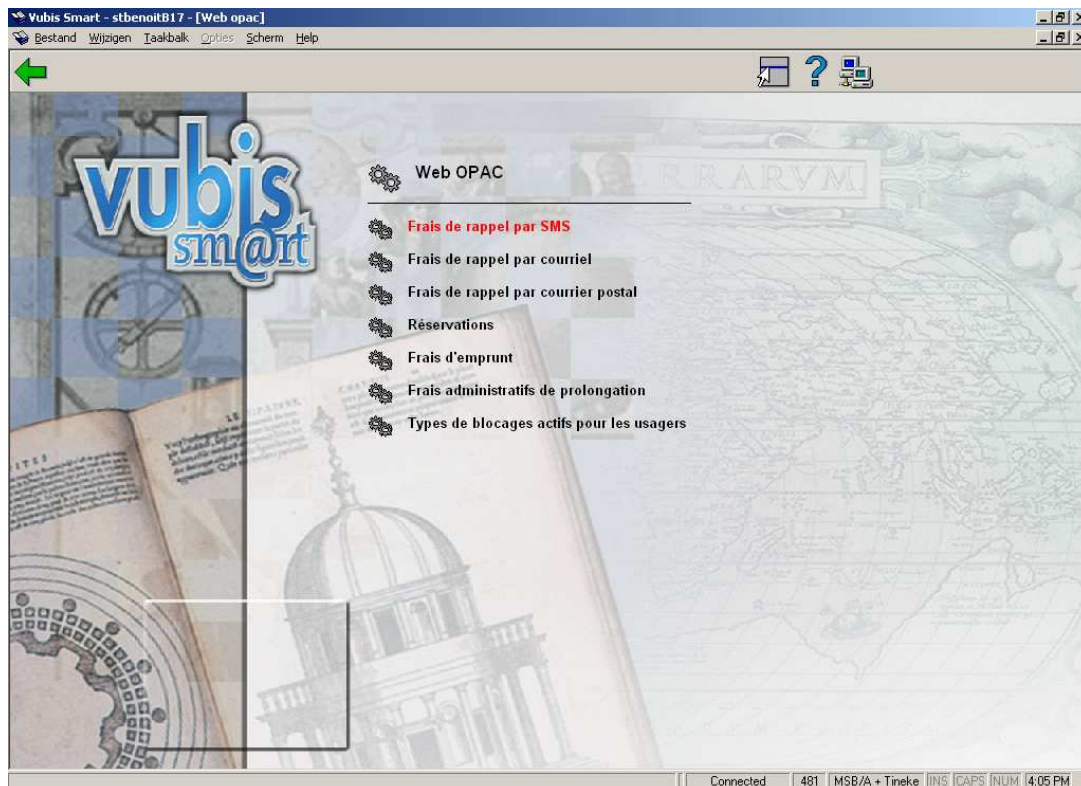 Vubis Smart - stbenoitB17 - [Web opac]
Bestand Wijzigen Taakbalk Opties Scherm Help
vubis
sm@rt
RRARVM
Web OPAC
Frais de rappel par SMS
Frais de rappel par courriel
Frais de rappel par courrier postal
Réservations
Frais d'emprunt
Frais administratifs de prolongation
Types de blocages actifs pour les usagers
Connected 481 MSB/A + Tineke INS CAPS NUM 4:05 PM